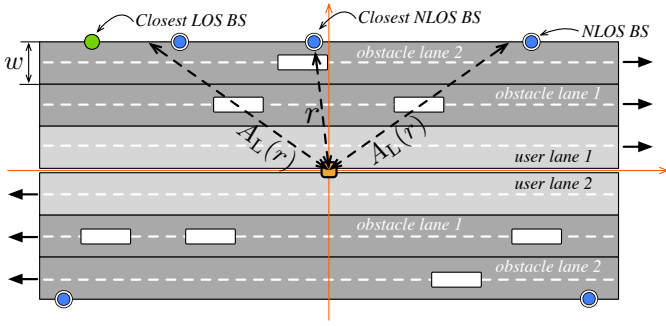 Closest LOS BS
Closest NLOS BS
NLOS BS
w
obstacle lane 2
obstacle lane 1
r
A_L(r)
A_L(r)
user lane 1
user lane 2
obstacle lane 1
obstacle lane 2